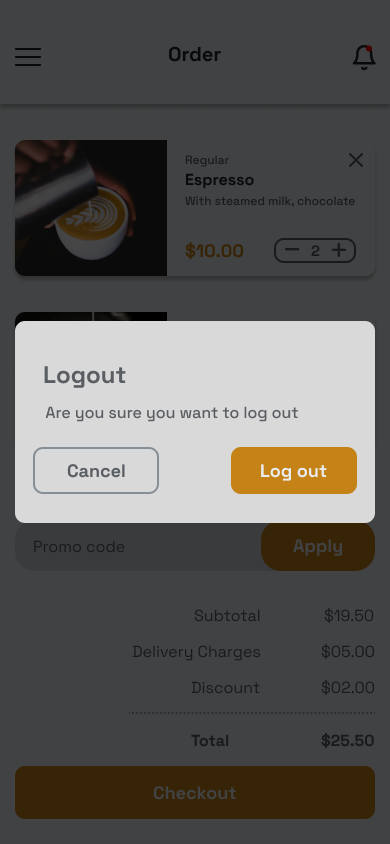 Order
Regular
Espresso
With steamed milk, chocolate
$10.00
2
Logout
Are you sure you want to log out
Cancel
Log out
Promo code
Apply
Subtotal $19.50
Delivery Charges $05.00
Discount $02.00
Total $25.50
Checkout